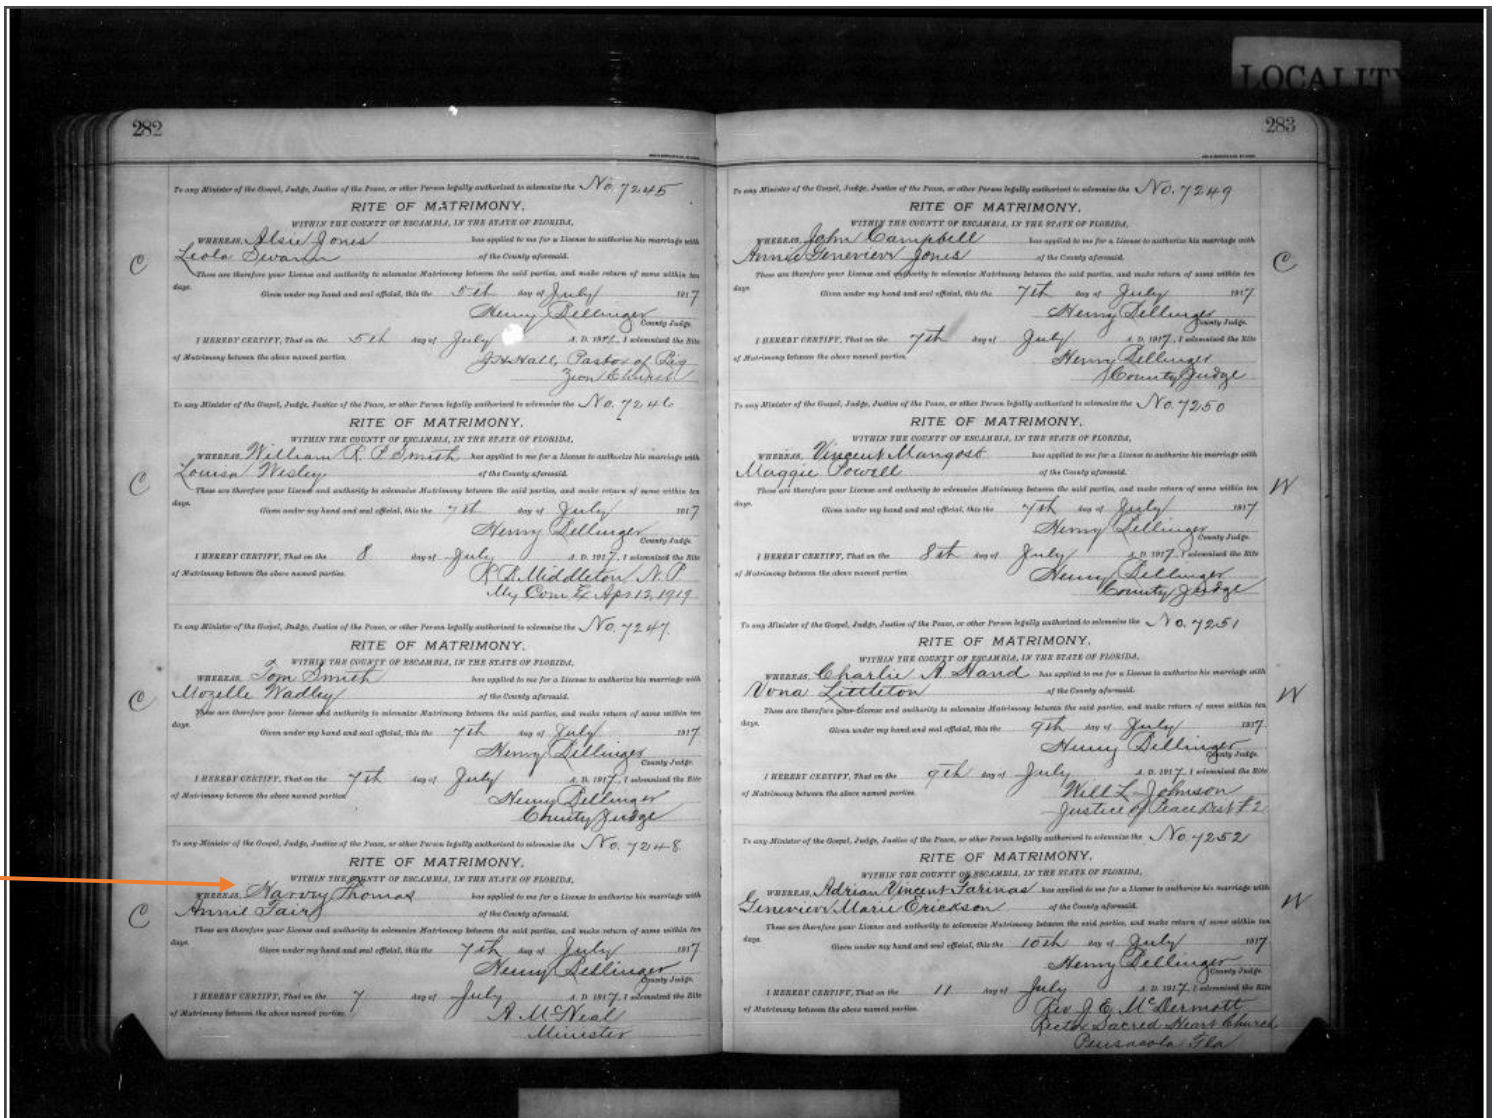 LOCALITY
282
To any Minister of the Gospel, Judge, Justice of the Peace, or other Person legally authorized to solemnize the No. 7245
RITE OF MATRIMONY,
WITHIN THE COUNTY OF ESCAMBIA, IN THE STATE OF FLORIDA,
WHEREAS, Alsie Jones has applied to me for a License to authorize his marriage with
Leola Swann of the County aforesaid.
C
These are therefore your License and authority to solemnize Matrimony between the said parties, and make return of same within ten
days.
Given under my hand and seal official, this the 5th day of July 1917
Henry Bellinger
County Judge.
I HEREBY CERTIFY, That on the 5th day of July A. D. 1917, I solemnized the Rite
of Matrimony between the above named parties. J H Hall, Pastor of Big
Zion Church
To any Minister of the Gospel, Judge, Justice of the Peace, or other Person legally authorized to solemnize the No. 7246
RITE OF MATRIMONY,
WITHIN THE COUNTY OF ESCAMBIA, IN THE STATE OF FLORIDA,
WHEREAS, William R. P. Smith has applied to me for a License to authorize his marriage with
Louisa Wesley of the County aforesaid.
C
These are therefore your License and authority to solemnize Matrimony between the said parties, and make return of same within ten
days.
Given under my hand and seal official, this the 7th day of July 1917
Henry Bellinger
County Judge.
I HEREBY CERTIFY, That on the 8 day of July A. D. 1917, I solemnized the Rite
of Matrimony between the above named parties. R. B. Middleton, N. P.
My Com. Ex Apr. 12, 1919
To any Minister of the Gospel, Judge, Justice of the Peace, or other Person legally authorized to solemnize the No. 7247.
RITE OF MATRIMONY,
WITHIN THE COUNTY OF ESCAMBIA, IN THE STATE OF FLORIDA,
WHEREAS, Tom Smith has applied to me for a License to authorize his marriage with
Mozelle Wadley of the County aforesaid.
C
These are therefore your License and authority to solemnize Matrimony between the said parties, and make return of same within ten
days.
Given under my hand and seal official, this the 7th day of July 1917
Henry Bellinger
County Judge.
I HEREBY CERTIFY, That on the 7th day of July A. D. 1917, I solemnized the Rite
of Matrimony between the above named parties. Henry Bellinger
County Judge
To any Minister of the Gospel, Judge, Justice of the Peace, or other Person legally authorized to solemnize the No. 7248
RITE OF MATRIMONY,
WITHIN THE COUNTY OF ESCAMBIA, IN THE STATE OF FLORIDA,
WHEREAS, Harvy Thomas has applied to me for a License to authorize his marriage with
Annie Fair of the County aforesaid.
C
These are therefore your License and authority to solemnize Matrimony between the said parties, and make return of same within ten
days.
Given under my hand and seal official, this the 7th day of July 1917
Henry Bellinger
County Judge.
I HEREBY CERTIFY, That on the 7 day of July A. D. 1917, I solemnized the Rite
of Matrimony between the above named parties. A. McNeal
Minister
283
To any Minister of the Gospel, Judge, Justice of the Peace, or other Person legally authorized to solemnize the No. 7249
RITE OF MATRIMONY,
WITHIN THE COUNTY OF ESCAMBIA, IN THE STATE OF FLORIDA,
WHEREAS, John Campbell has applied to me for a License to authorize his marriage with
Annie Genevieve Jones of the County aforesaid.
C
These are therefore your License and authority to solemnize Matrimony between the said parties, and make return of same within ten
days.
Given under my hand and seal official, this the 7th day of July 1917
Henry Bellinger
County Judge.
I HEREBY CERTIFY, That on the 7th day of July A. D. 1917, I solemnized the Rite
of Matrimony between the above named parties. Henry Bellinger
County Judge
To any Minister of the Gospel, Judge, Justice of the Peace, or other Person legally authorized to solemnize the No. 7250
RITE OF MATRIMONY,
WITHIN THE COUNTY OF ESCAMBIA, IN THE STATE OF FLORIDA,
WHEREAS, Vincent Mangost has applied to me for a License to authorize his marriage with
Maggie Powell of the County aforesaid.
These are therefore your License and authority to solemnize Matrimony between the said parties, and make return of same within ten
W
days.
Given under my hand and seal official, this the 7th day of July 1917
Henry Bellinger
County Judge.
I HEREBY CERTIFY, That on the 8th day of July A. D. 1917, I solemnized the Rite
of Matrimony between the above named parties. Henry Bellinger
County Judge
To any Minister of the Gospel, Judge, Justice of the Peace, or other Person legally authorized to solemnize the No. 7251
RITE OF MATRIMONY,
WITHIN THE COUNTY OF ESCAMBIA, IN THE STATE OF FLORIDA,
WHEREAS, Charlie A Hand has applied to me for a License to authorize his marriage with
Vona Littleton of the County aforesaid.
W
These are therefore your License and authority to solemnize Matrimony between the said parties, and make return of same within ten
days.
Given under my hand and seal official, this the 9th day of July 1917
Henry Bellinger
County Judge.
I HEREBY CERTIFY, That on the 9th day of July A. D. 1917, I solemnized the Rite
of Matrimony between the above named parties. Will L. Johnson
Justice of Peace Dist #2
To any Minister of the Gospel, Judge, Justice of the Peace, or other Person legally authorized to solemnize the No. 7252
RITE OF MATRIMONY,
WITHIN THE COUNTY OF ESCAMBIA, IN THE STATE OF FLORIDA,
WHEREAS, Adrian Vincent Farinas has applied to me for a License to authorize his marriage with
Genevieve Marie Erickson of the County aforesaid.
W
These are therefore your License and authority to solemnize Matrimony between the said parties, and make return of same within ten
days.
Given under my hand and seal official, this the 10th day of July 1917
Henry Bellinger
County Judge.
I HEREBY CERTIFY, That on the 11 day of July A. D. 1917, I solemnized the Rite
of Matrimony between the above named parties. Rev J. E. McDermott
Rector Sacred Heart Church
Pensacola Fla